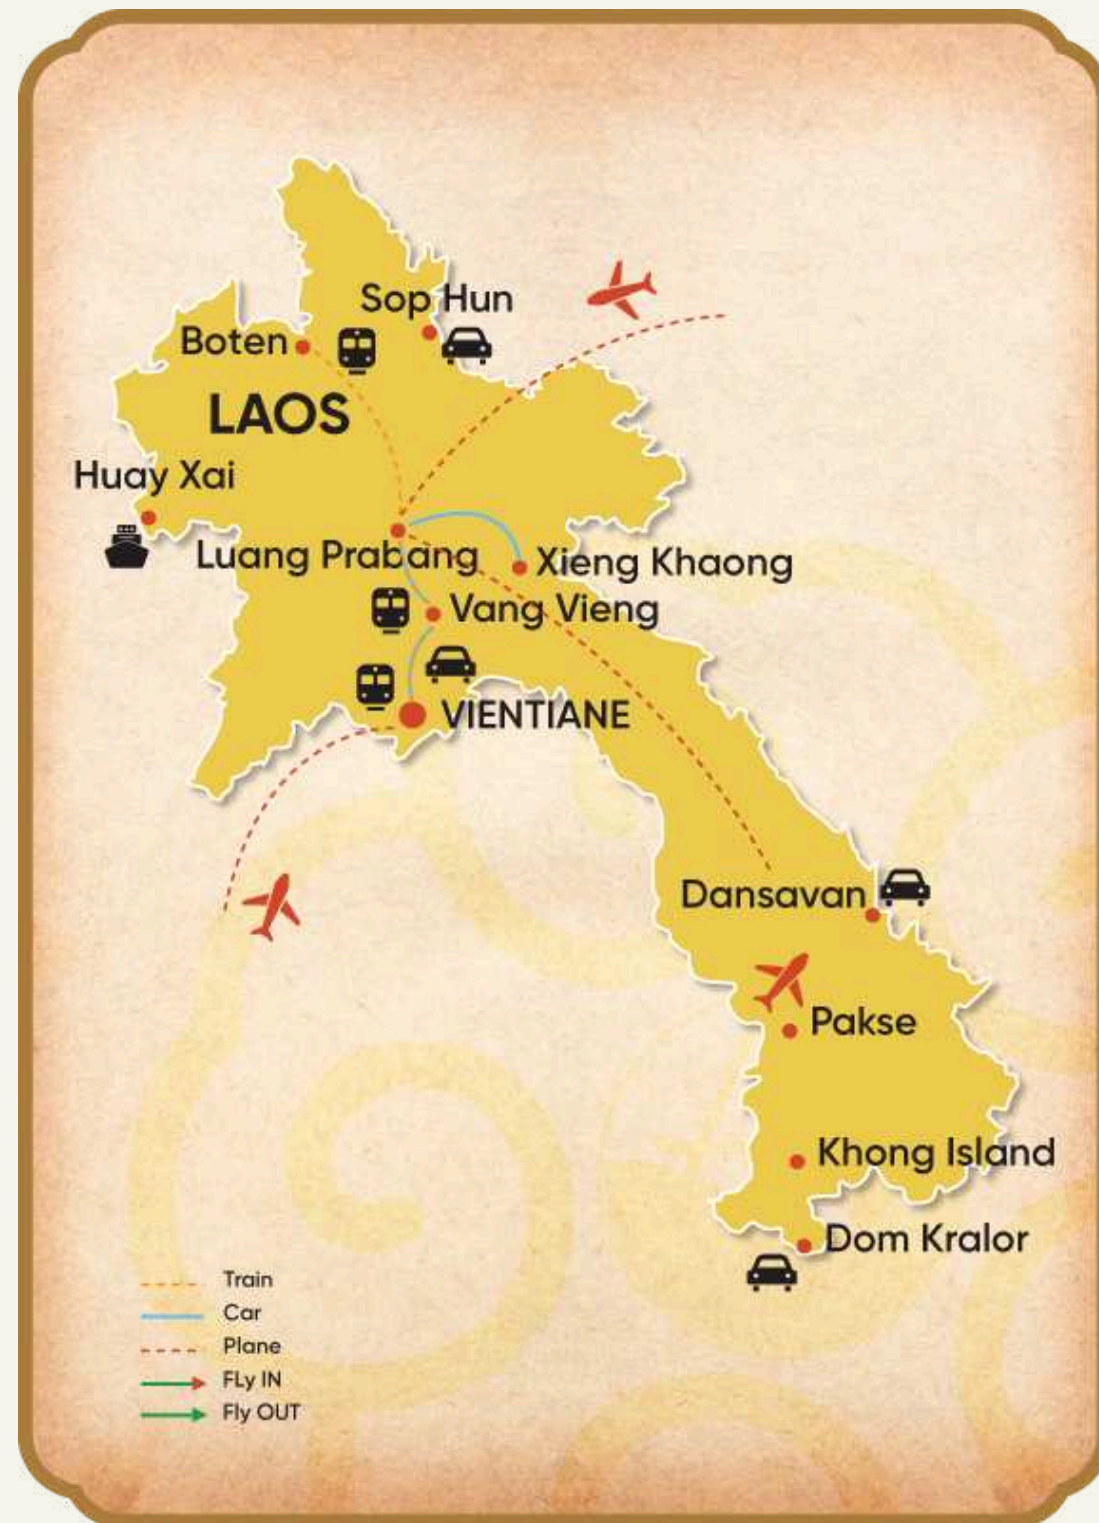 Sop Hun
Boten
LAOS
Huay Xai
Luang Prabang
Xieng Khaong
Vang Vieng
VIENTIANE
Dansavan
Pakse
Khong Island
Dom Kralor
Train
Car
Plane
FLy IN
Fly OUT